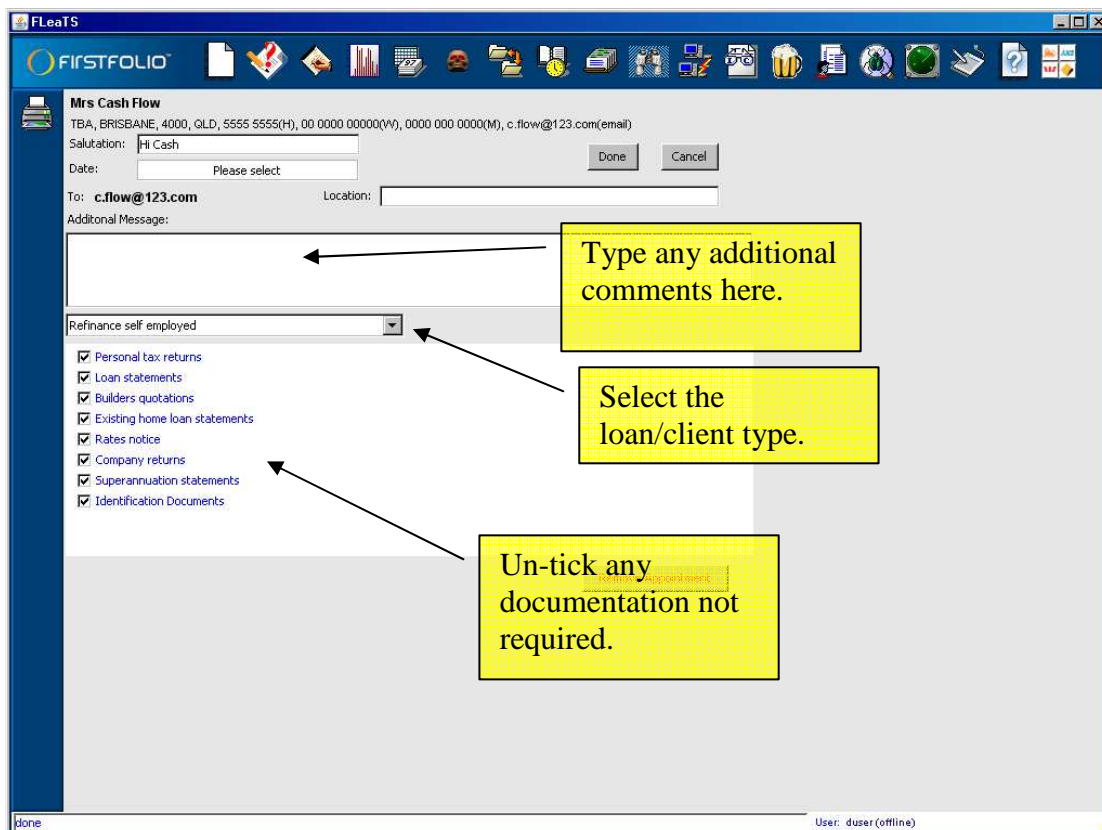 FLeaTS
FIRSTFOLIO™
Mrs Cash Flow
TBA, BRISBANE, 4000, QLD, 5555 5555(H), 00 0000 00000(W), 0000 000 0000(M), c.flow@123.com(email)
Salutation: Hi Cash
Done Cancel
Date: Please select
To: c.flow@123.com Location:
Additonal Message:
Type any additional
comments here.
Refinance self employed
Select the
loan/client type.
Personal tax returns
Loan statements
Builders quotations
Existing home loan statements
Rates notice
Company returns
Superannuation statements
Identification Documents
Un-tick any
documentation not
required.
Remove Appointment
done User: duser (offline)